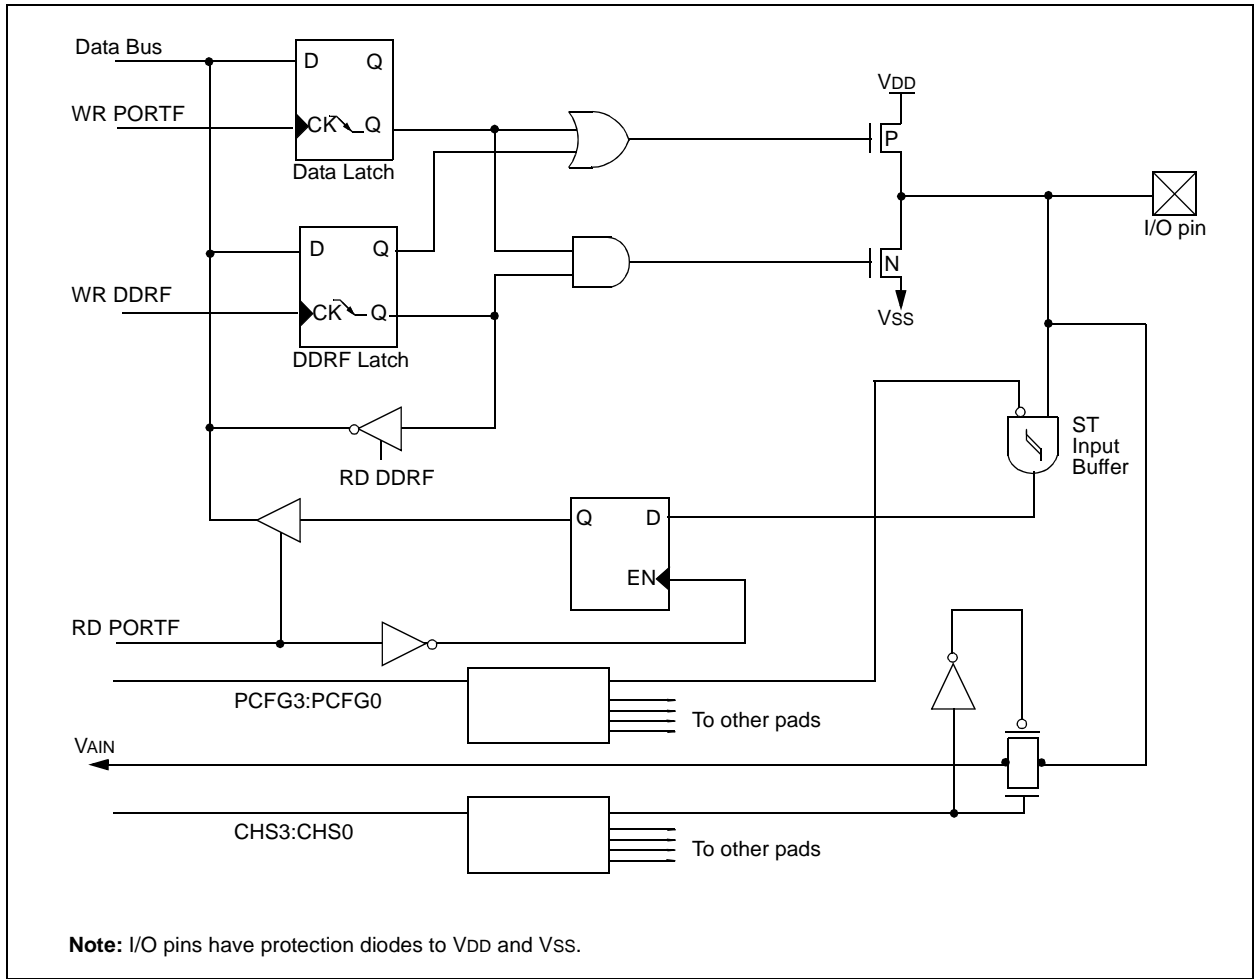 Data Bus
D Q
WR PORTF
CK Q
Data Latch
VDD
P
I/O pin
D Q
N
WR DDRF
CK Q
VSS
DDRF Latch
ST
Input
Buffer
RD DDRF
Q D
EN
RD PORTF
PCFG3:PCFG0
To other pads
VAIN
CHS3:CHS0
To other pads
Note: I/O pins have protection diodes to VDD and VSS.